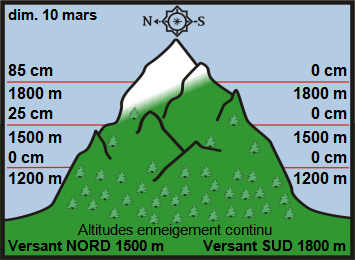 dim. 10 mars
N S
85 cm 0 cm
1800 m 1800 m
25 cm 0 cm
1500 m 1500 m
0 cm 0 cm
1200 m 1200 m
Altitudes enneigement continu
Versant NORD 1500 m Versant SUD 1800 m